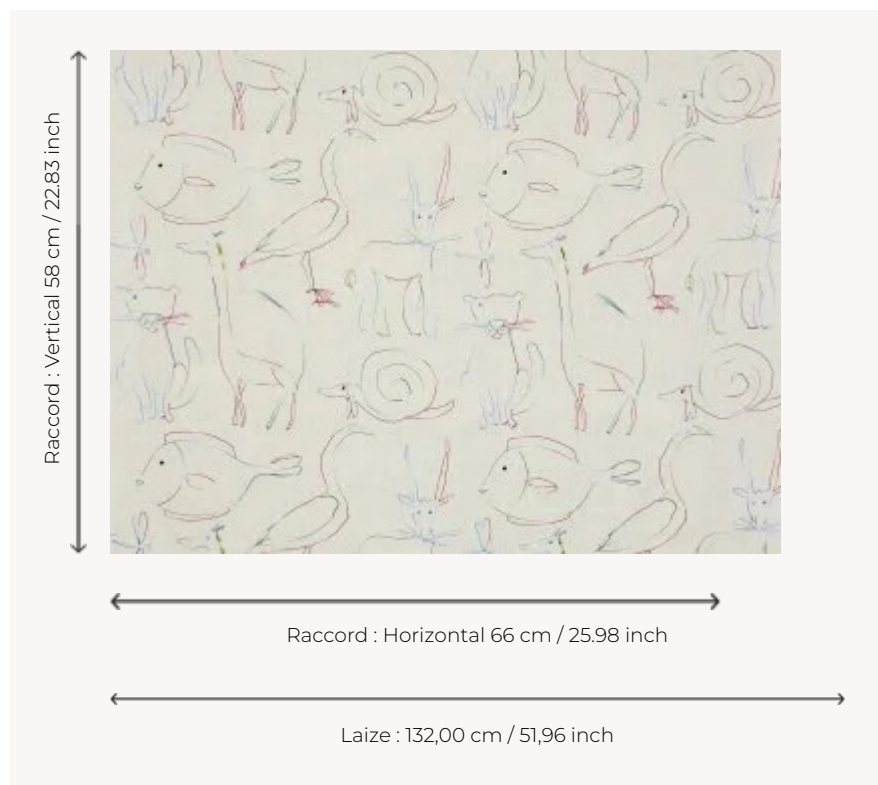 Raccord : Vertical 58 cm / 22.83 inch
Raccord : Horizontal 66 cm / 25.98 inch
Laize : 132,00 cm / 51,96 inch